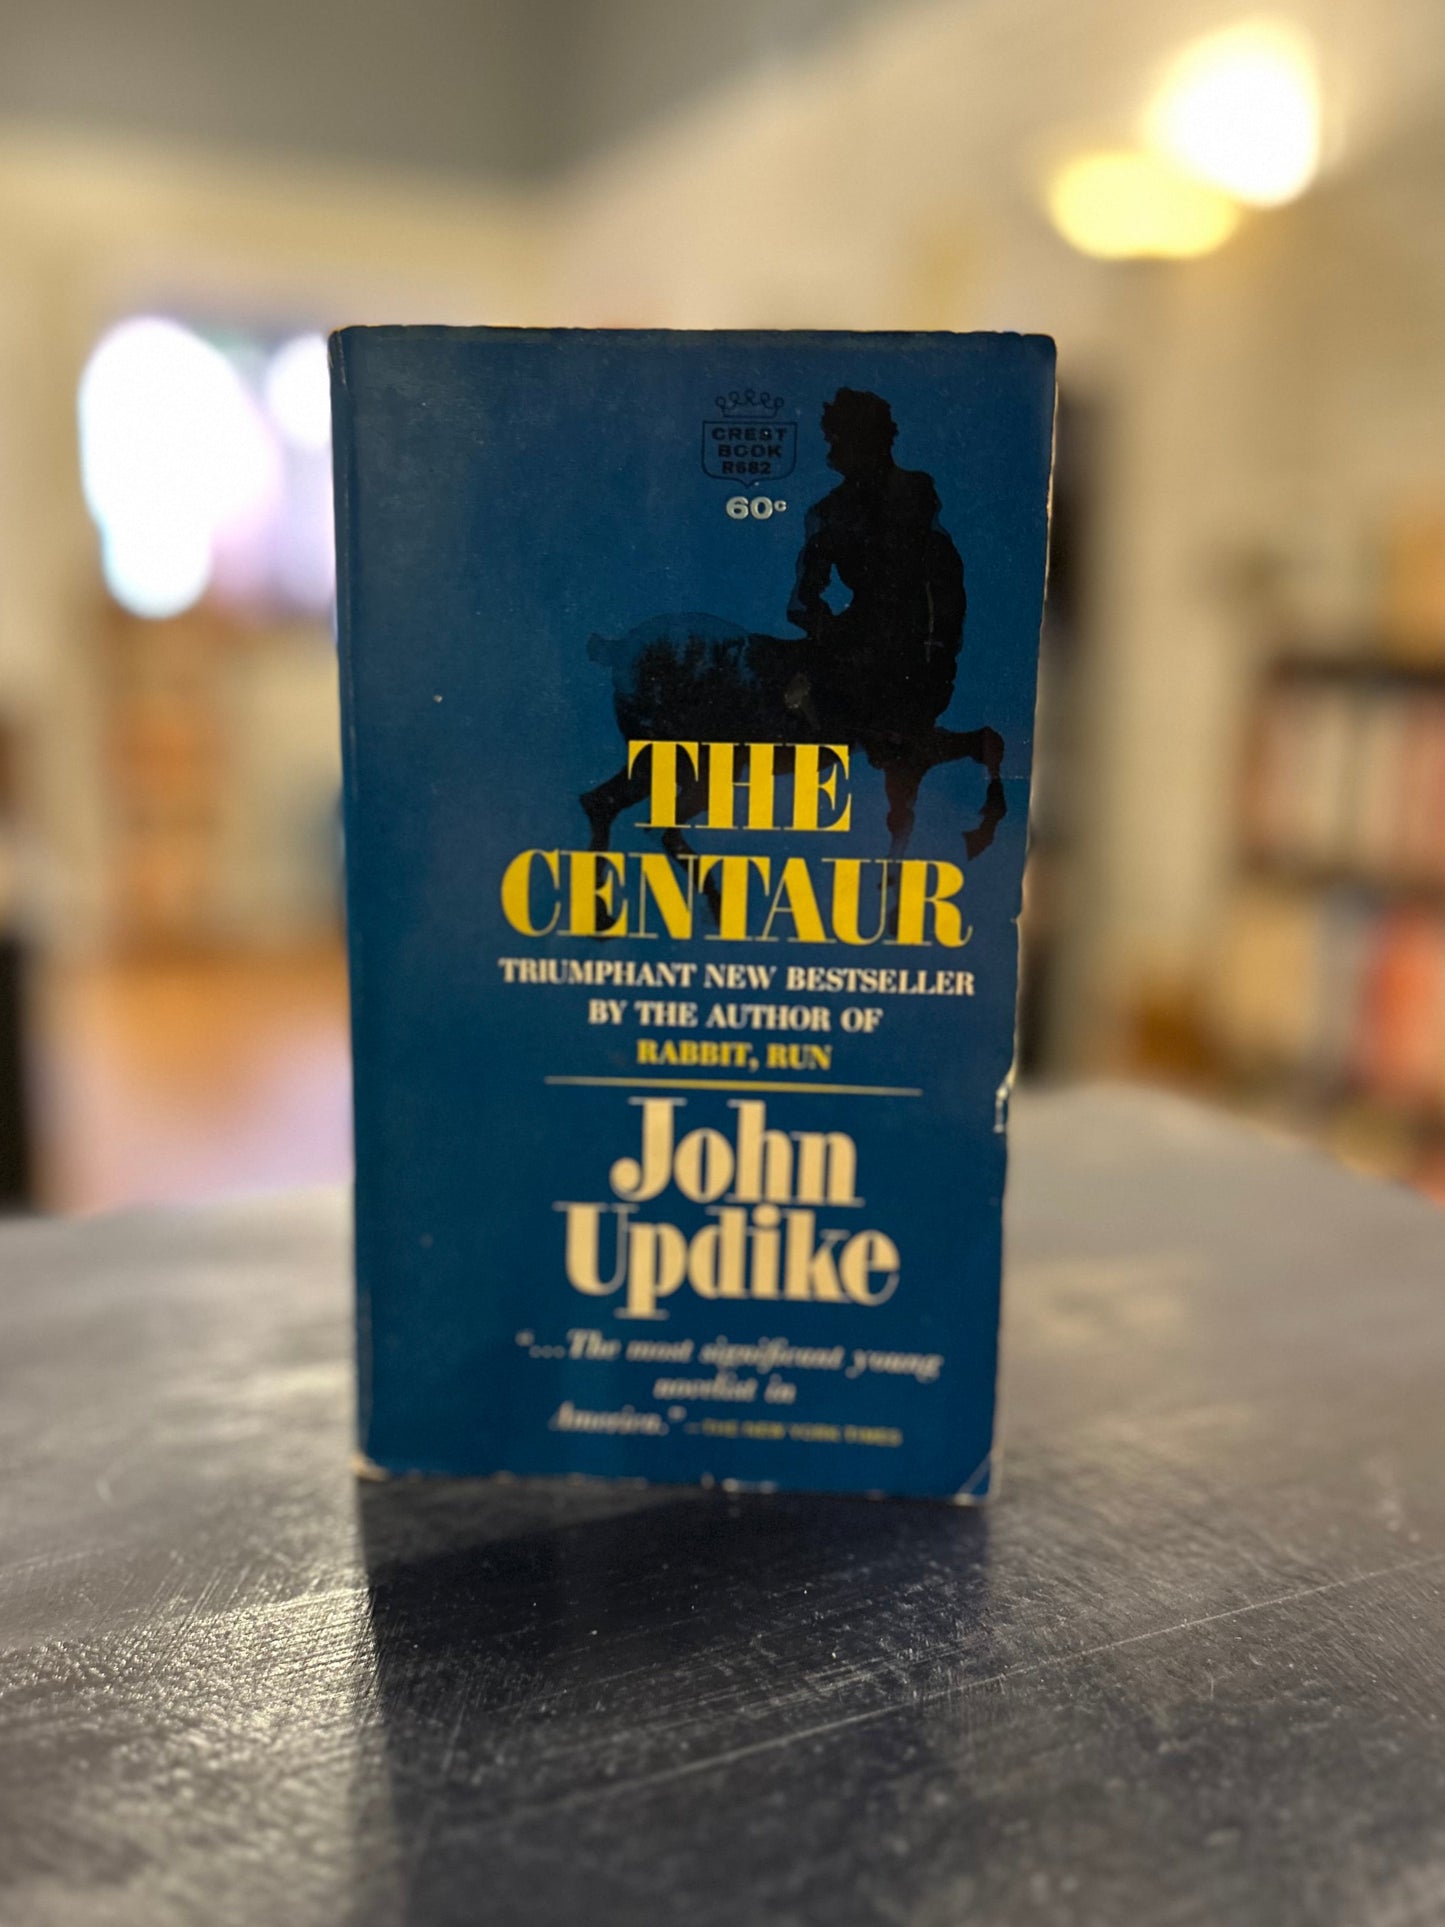 CREST
BOOK
R682
60c
THE
CENTAUR
TRIUMPHANT NEW BESTSELLER
BY THE AUTHOR OF
RABBIT, RUN
John
Updike
"...The most significant young
novelist in
America." —THE NEW YORK TIMES